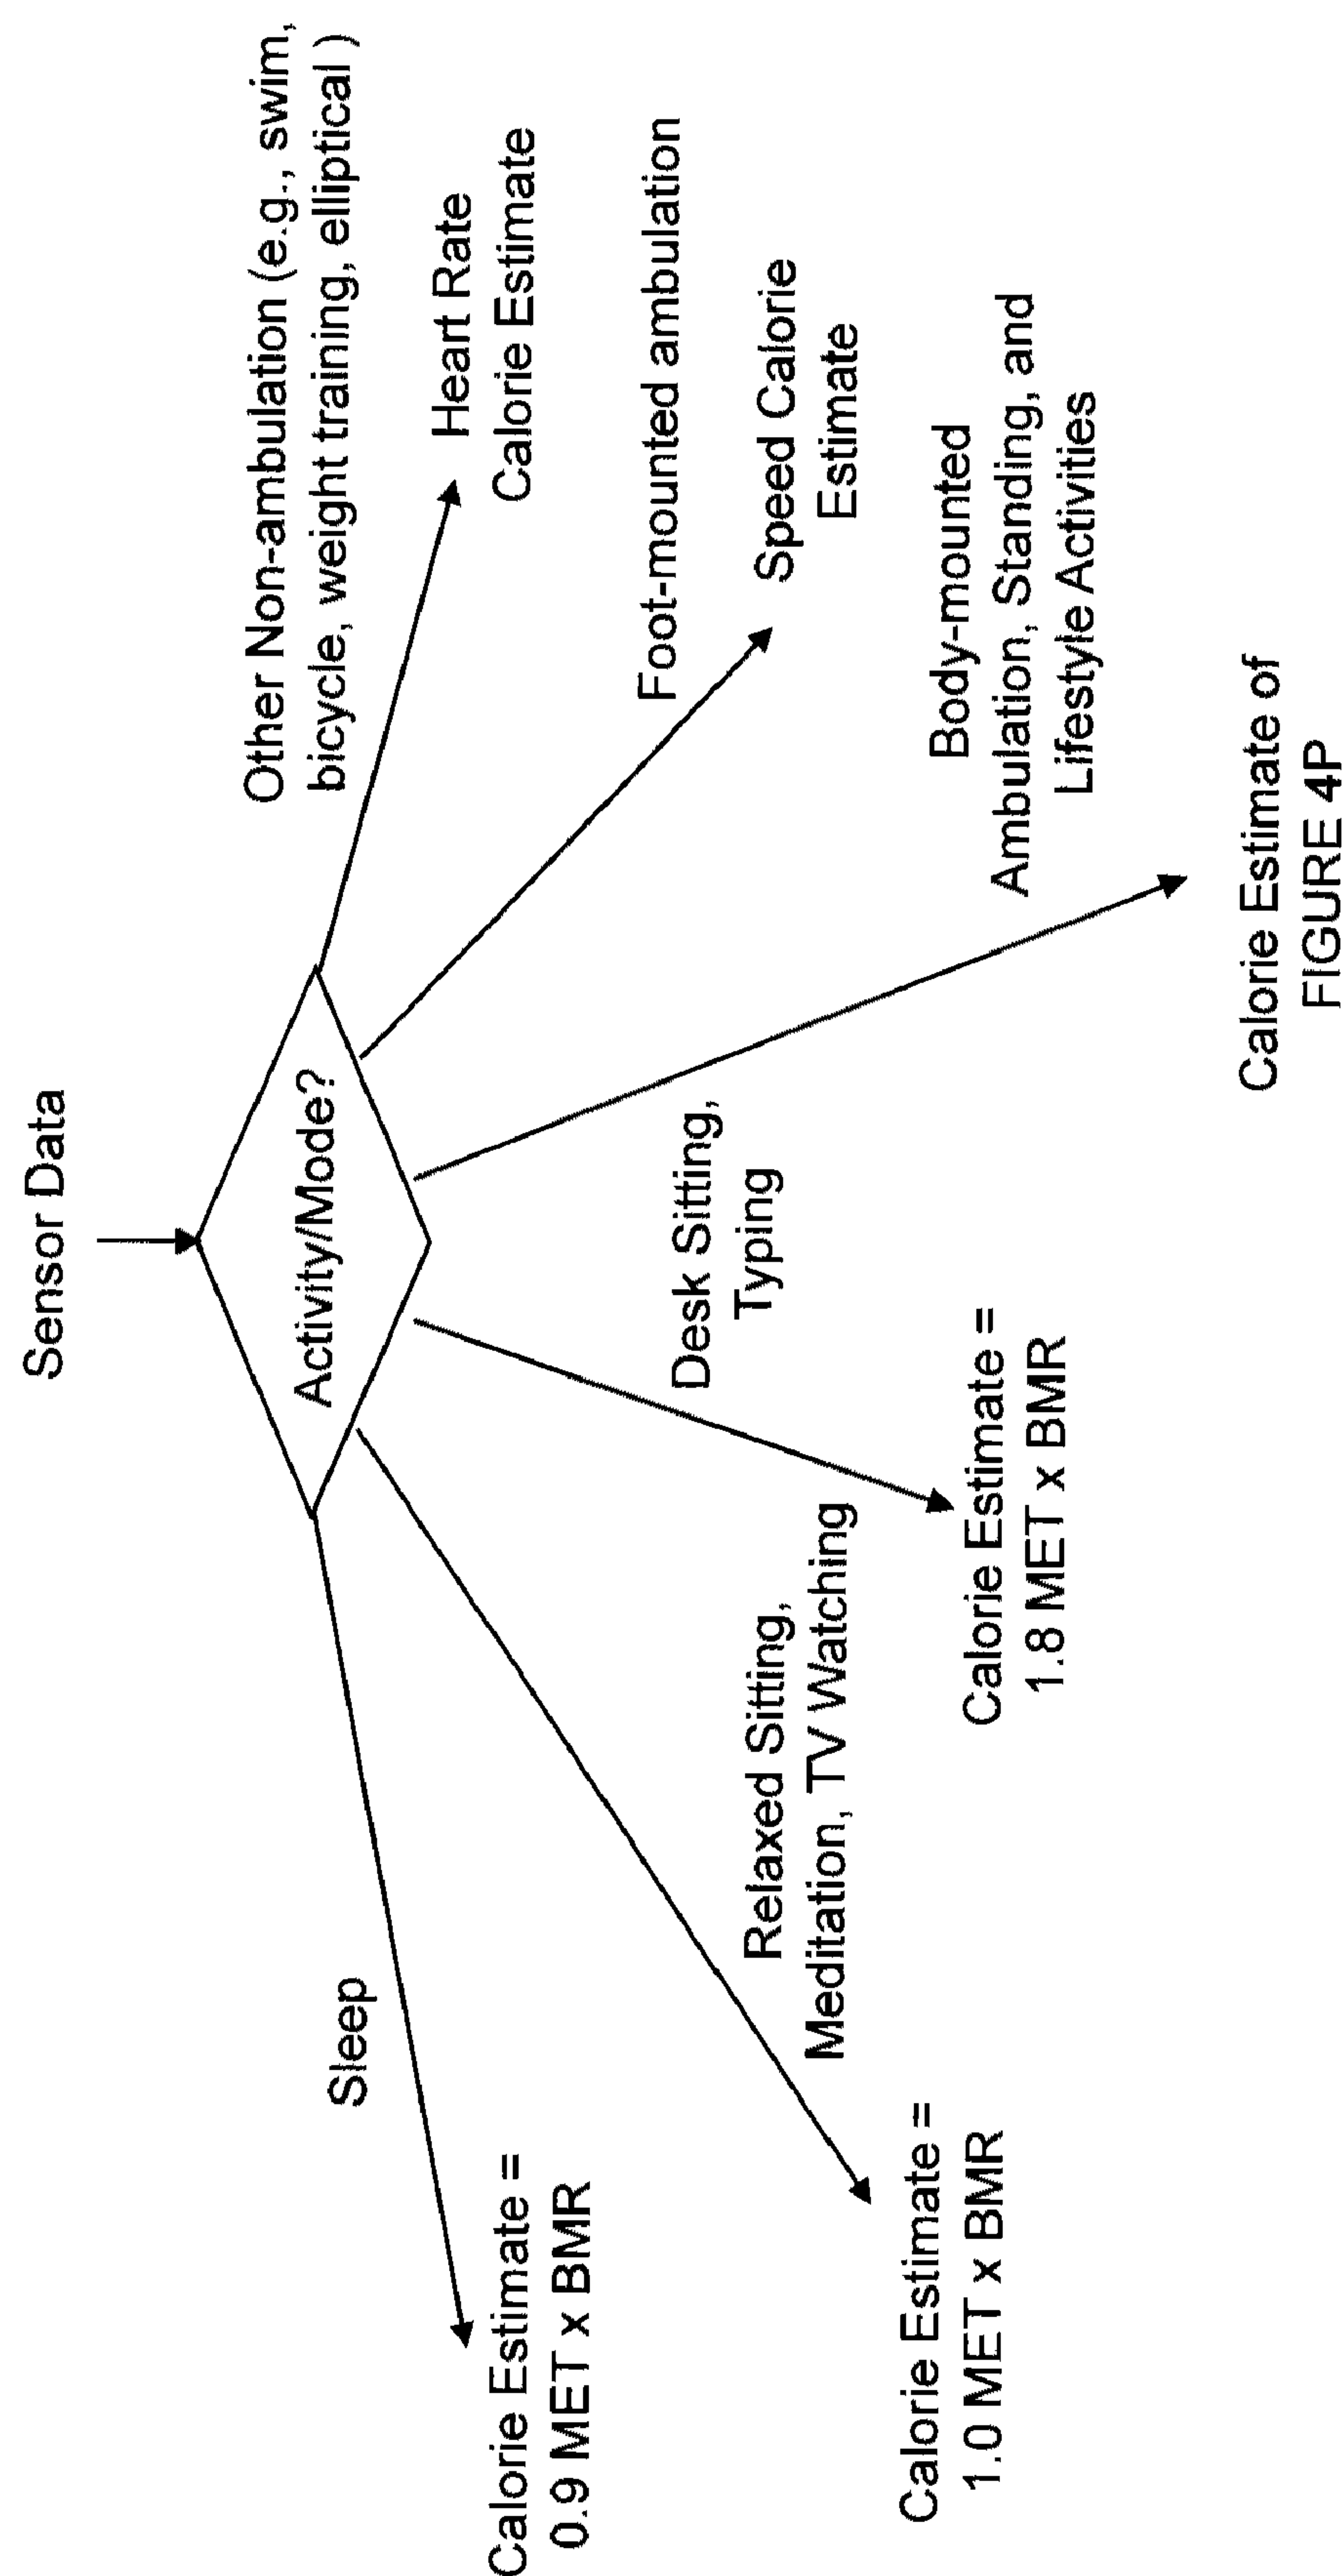 Sensor Data
Activity/Mode?
Sleep
Calorie Estimate =
0.9 MET x BMR
Relaxed Sitting,
Meditation, TV Watching
Calorie Estimate =
1.0 MET x BMR
Desk Sitting,
Typing
Calorie Estimate =
1.8 MET x BMR
Body-mounted
Ambulation, Standing, and
Lifestyle Activities
Calorie Estimate of
FIGURE 4P
Foot-mounted ambulation
Speed Calorie
Estimate
Other Non-ambulation (e.g., swim,
bicycle, weight training, elliptical )
Heart Rate
Calorie Estimate